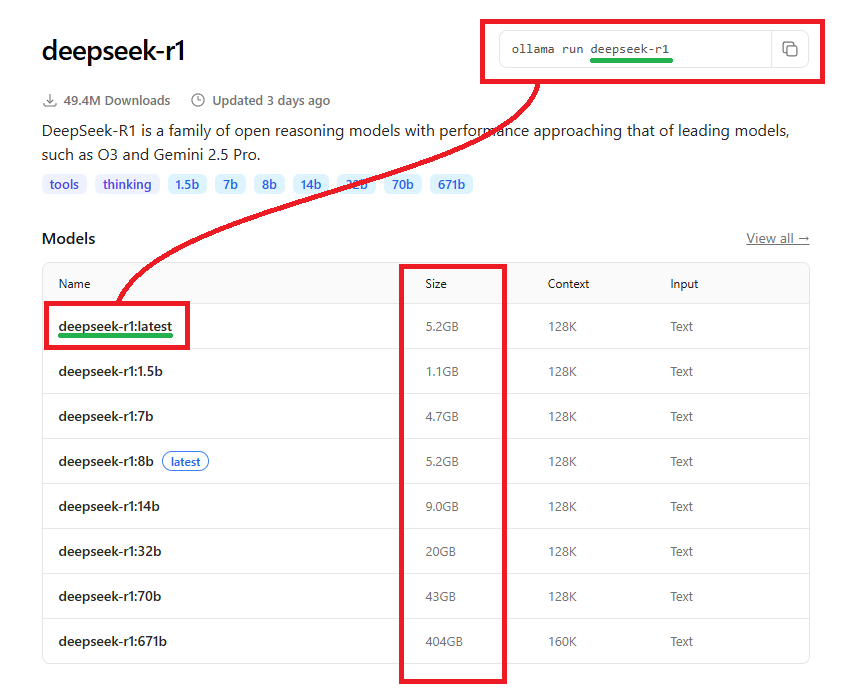 deepseek-r1
ollama run deepseek-r1
49.4M Downloads Updated 3 days ago
DeepSeek-R1 is a family of open reasoning models with performance approaching that of leading models,
such as O3 and Gemini 2.5 Pro.
tools thinking 1.5b 7b 8b 14b 32b 70b 671b
Models View all →
Name Size Context Input
deepseek-r1:latest 5.2GB 128K Text
deepseek-r1:1.5b 1.1GB 128K Text
deepseek-r1:7b 4.7GB 128K Text
deepseek-r1:8b latest 5.2GB 128K Text
deepseek-r1:14b 9.0GB 128K Text
deepseek-r1:32b 20GB 128K Text
deepseek-r1:70b 43GB 128K Text
deepseek-r1:671b 404GB 160K Text